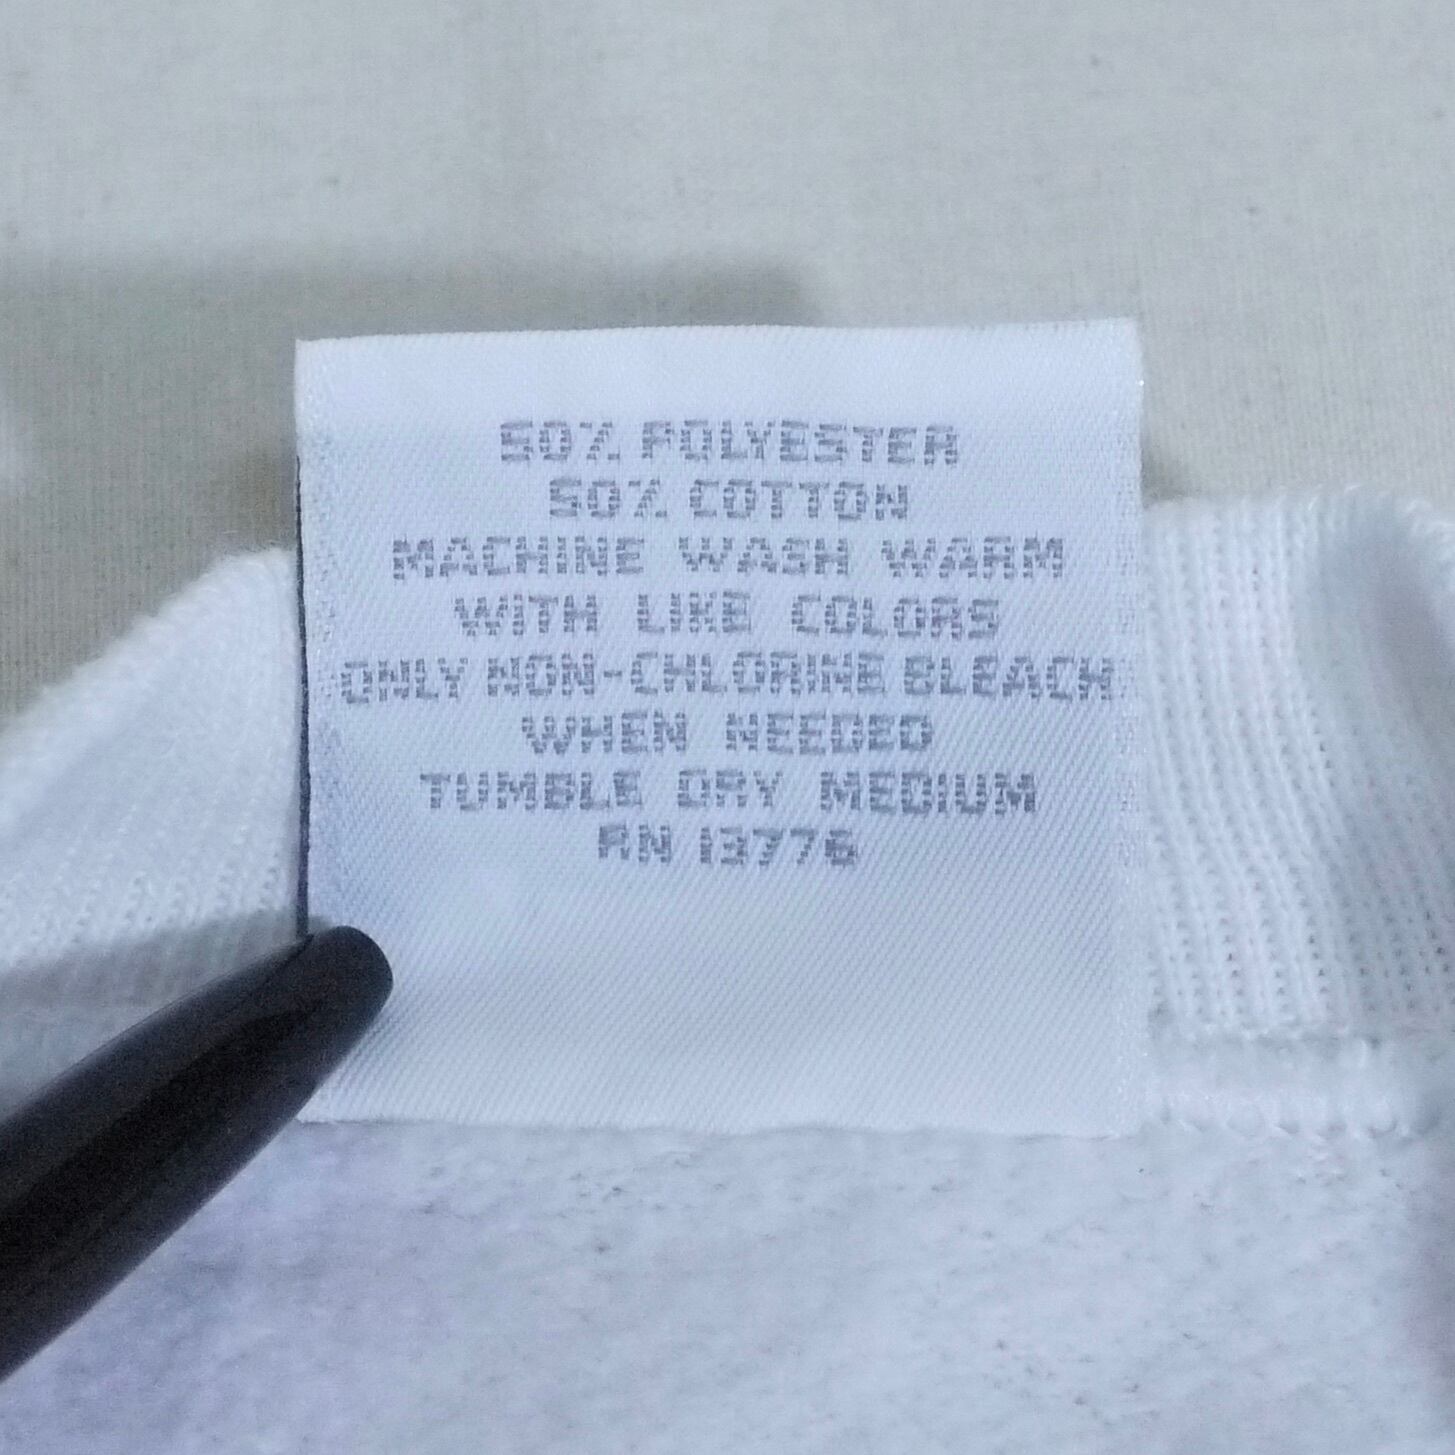 50% POLYESTER
50% COTTON
MACHINE WASH WARM
WITH LIKE COLORS
ONLY NON-CHLORINE BLEACH
WHEN NEEDED
TUMBLE DRY MEDIUM
RN 13776